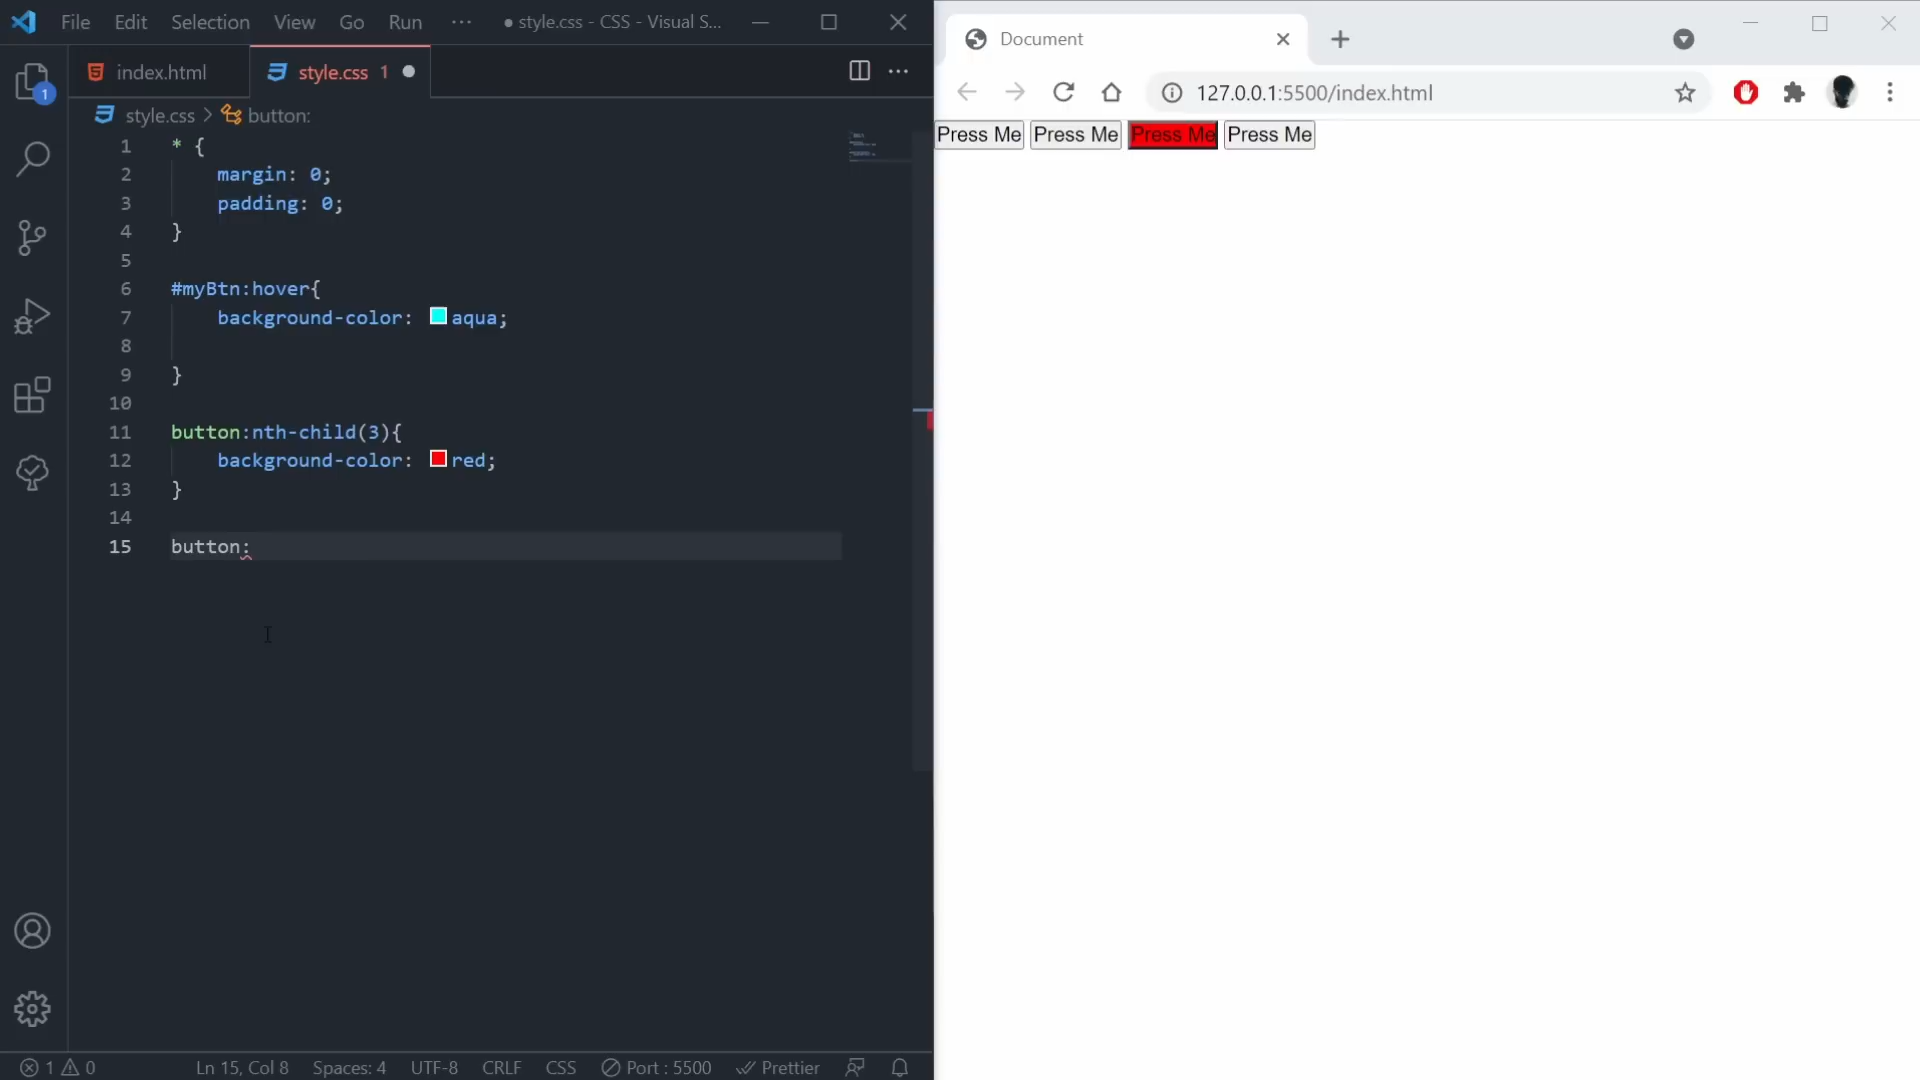 File Edit Selection View Go Run ··· ● style.css - CSS - Visual S...
index.html
style.css 1 ●
style.css > button:
1 * {
2 margin: 0;
3 padding: 0;
4 }
5
6 #myBtn:hover{
7 background-color: aqua;
8
9 }
10
11 button:nth-child(3){
12 background-color: red;
13 }
14
15 button:
1
1 0 Ln 15, Col 8 Spaces: 4 UTF-8 CRLF CSS Port : 5500 Prettier
Document
127.0.0.1:5500/index.html
Press Me Press Me Press Me Press Me